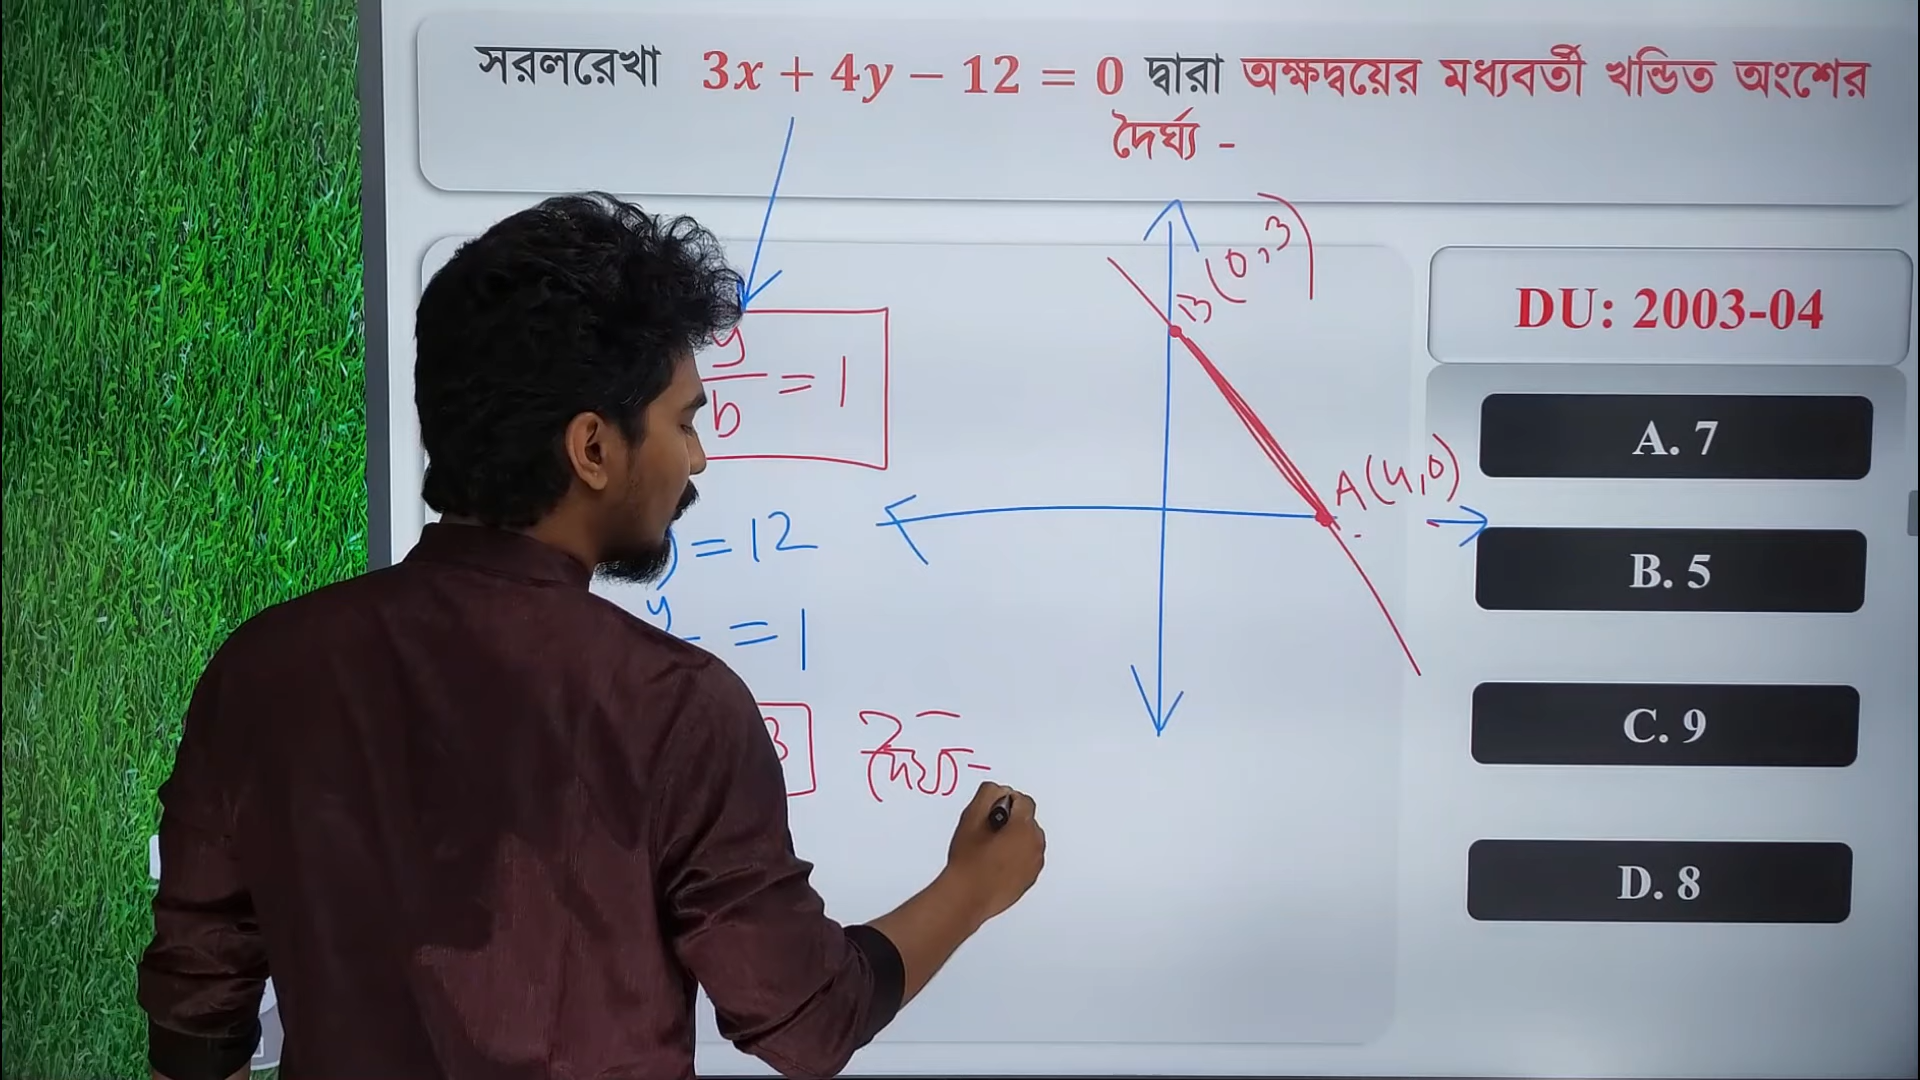 সরলরেখা 3x + 4y − 12 = 0 দ্বারা অক্ষদ্বয়ের মধ্যবর্তী খন্ডিত অংশের
দৈর্ঘ্য -
DU: 2003-04
A. 7
B. 5
C. 9
D. 8
B (0,3)
A(4,0)
y/b = 1
y = 12
y = 1
3
দৈর্ঘ্য =